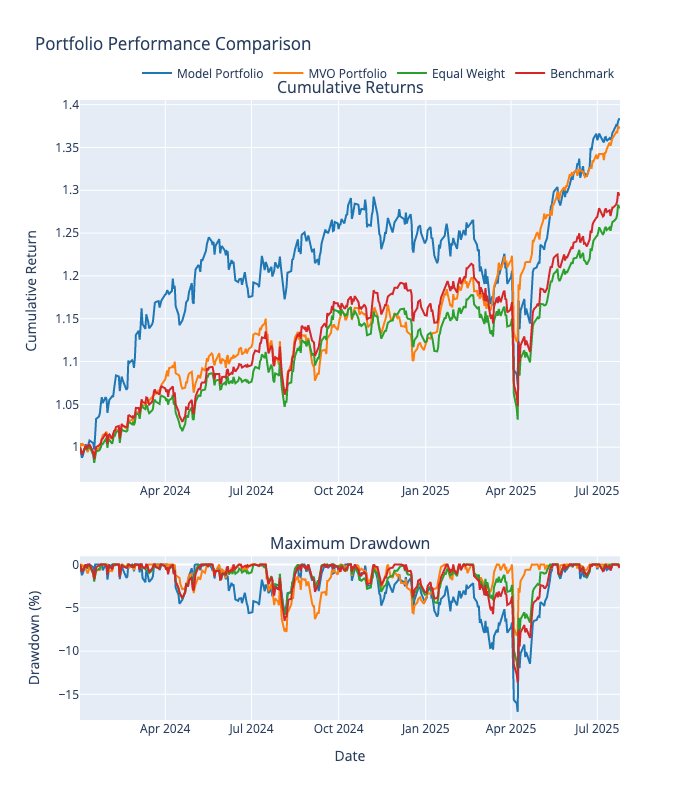 Portfolio Performance Comparison
Model Portfolio MVO Portfolio Equal Weight Benchmark
Cumulative Returns
1.4
1.35
1.3
1.25
1.2
1.15
1.1
1.05
1
Cumulative Return
Apr 2024 Jul 2024 Oct 2024 Jan 2025 Apr 2025 Jul 2025
Maximum Drawdown
0
−5
−10
−15
Drawdown (%)
Apr 2024 Jul 2024 Oct 2024 Jan 2025 Apr 2025 Jul 2025
Date